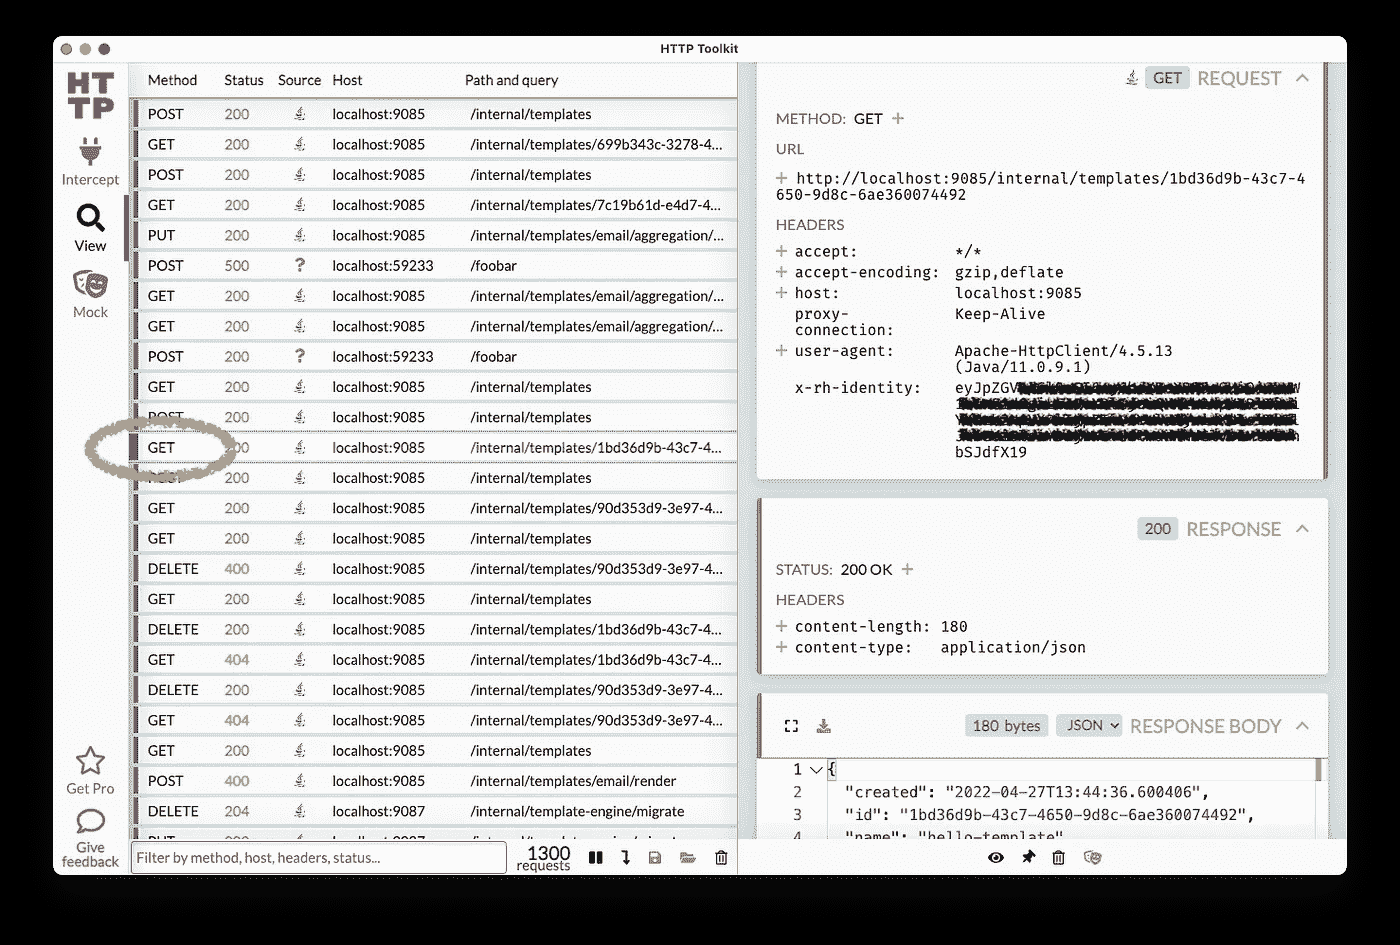 HTTP Toolkit
HT
TP
Intercept
View
Mock
Get Pro
Give
feedback
Method Status Source Host Path and query
POST 200 localhost:9085 /internal/templates
GET 200 localhost:9085 /internal/templates/699b343c-3278-4...
POST 200 localhost:9085 /internal/templates
GET 200 localhost:9085 /internal/templates/7c19b61d-e4d7-4...
PUT 200 localhost:9085 /internal/templates/email/aggregation/...
POST 500 ? localhost:59233 /foobar
GET 200 localhost:9085 /internal/templates/email/aggregation/...
GET 200 localhost:9085 /internal/templates/email/aggregation/...
POST 200 ? localhost:59233 /foobar
GET 200 localhost:9085 /internal/templates
POST 200 localhost:9085 /internal/templates
GET localhost:9085 /internal/templates/1bd36d9b-43c7-4...
200 localhost:9085 /internal/templates
GET 200 localhost:9085 /internal/templates/90d353d9-3e97-4...
GET 200 localhost:9085 /internal/templates
DELETE 400 localhost:9085 /internal/templates/90d353d9-3e97-4...
GET 200 localhost:9085 /internal/templates
DELETE 200 localhost:9085 /internal/templates/1bd36d9b-43c7-4...
GET 404 localhost:9085 /internal/templates/1bd36d9b-43c7-4...
DELETE 200 localhost:9085 /internal/templates/90d353d9-3e97-4...
GET 404 localhost:9085 /internal/templates/90d353d9-3e97-4...
GET 200 localhost:9085 /internal/templates
POST 400 localhost:9085 /internal/templates/email/render
DELETE 204 localhost:9087 /internal/template-engine/migrate
Filter by method, host, headers, status...
1300
requests
GET REQUEST
METHOD: GET +
URL
+ http://localhost:9085/internal/templates/1bd36d9b-43c7-4
650-9d8c-6ae360074492
HEADERS
+ accept: */*
+ accept-encoding: gzip,deflate
+ host: localhost:9085
proxy- Keep-Alive
connection:
+ user-agent: Apache-HttpClient/4.5.13
(Java/11.0.9.1)
x-rh-identity: eyJpZGV
bSJdfX19
200 RESPONSE
STATUS: 200 OK +
HEADERS
+ content-length: 180
+ content-type: application/json
180 bytes JSON RESPONSE BODY
1 {
2 "created": "2022-04-27T13:44:36.600406",
3 "id": "1bd36d9b-43c7-4650-9d8c-6ae360074492",
4 "name": "hello-template"